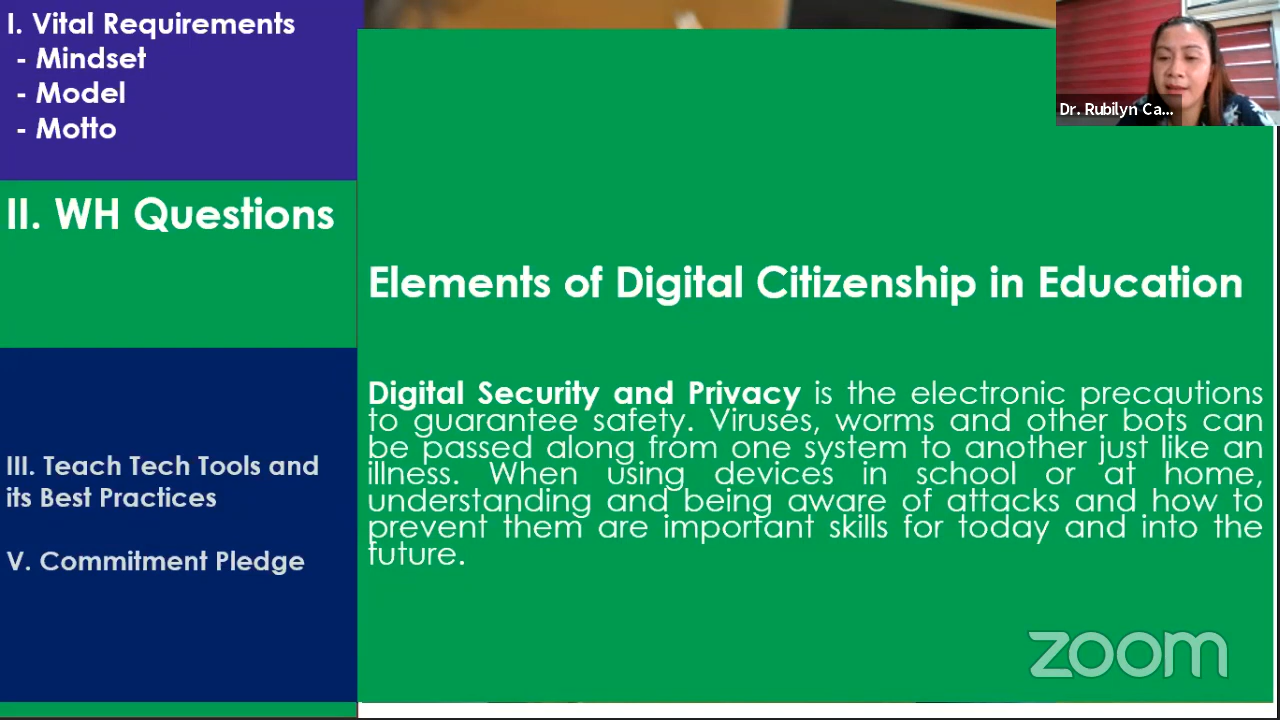 I. Vital Requirements
- Mindset
- Model
- Motto
II. WH Questions
III. Teach Tech Tools and
its Best Practices
V. Commitment Pledge
Dr. Rubilyn Ca...
Elements of Digital Citizenship in Education
Digital Security and Privacy is the electronic precautions
to guarantee safety. Viruses, worms and other bots can
be passed along from one system to another just like an
illness. When using devices in school or at home,
understanding and being aware of attacks and how to
prevent them are important skills for today and into the
future.
zoom